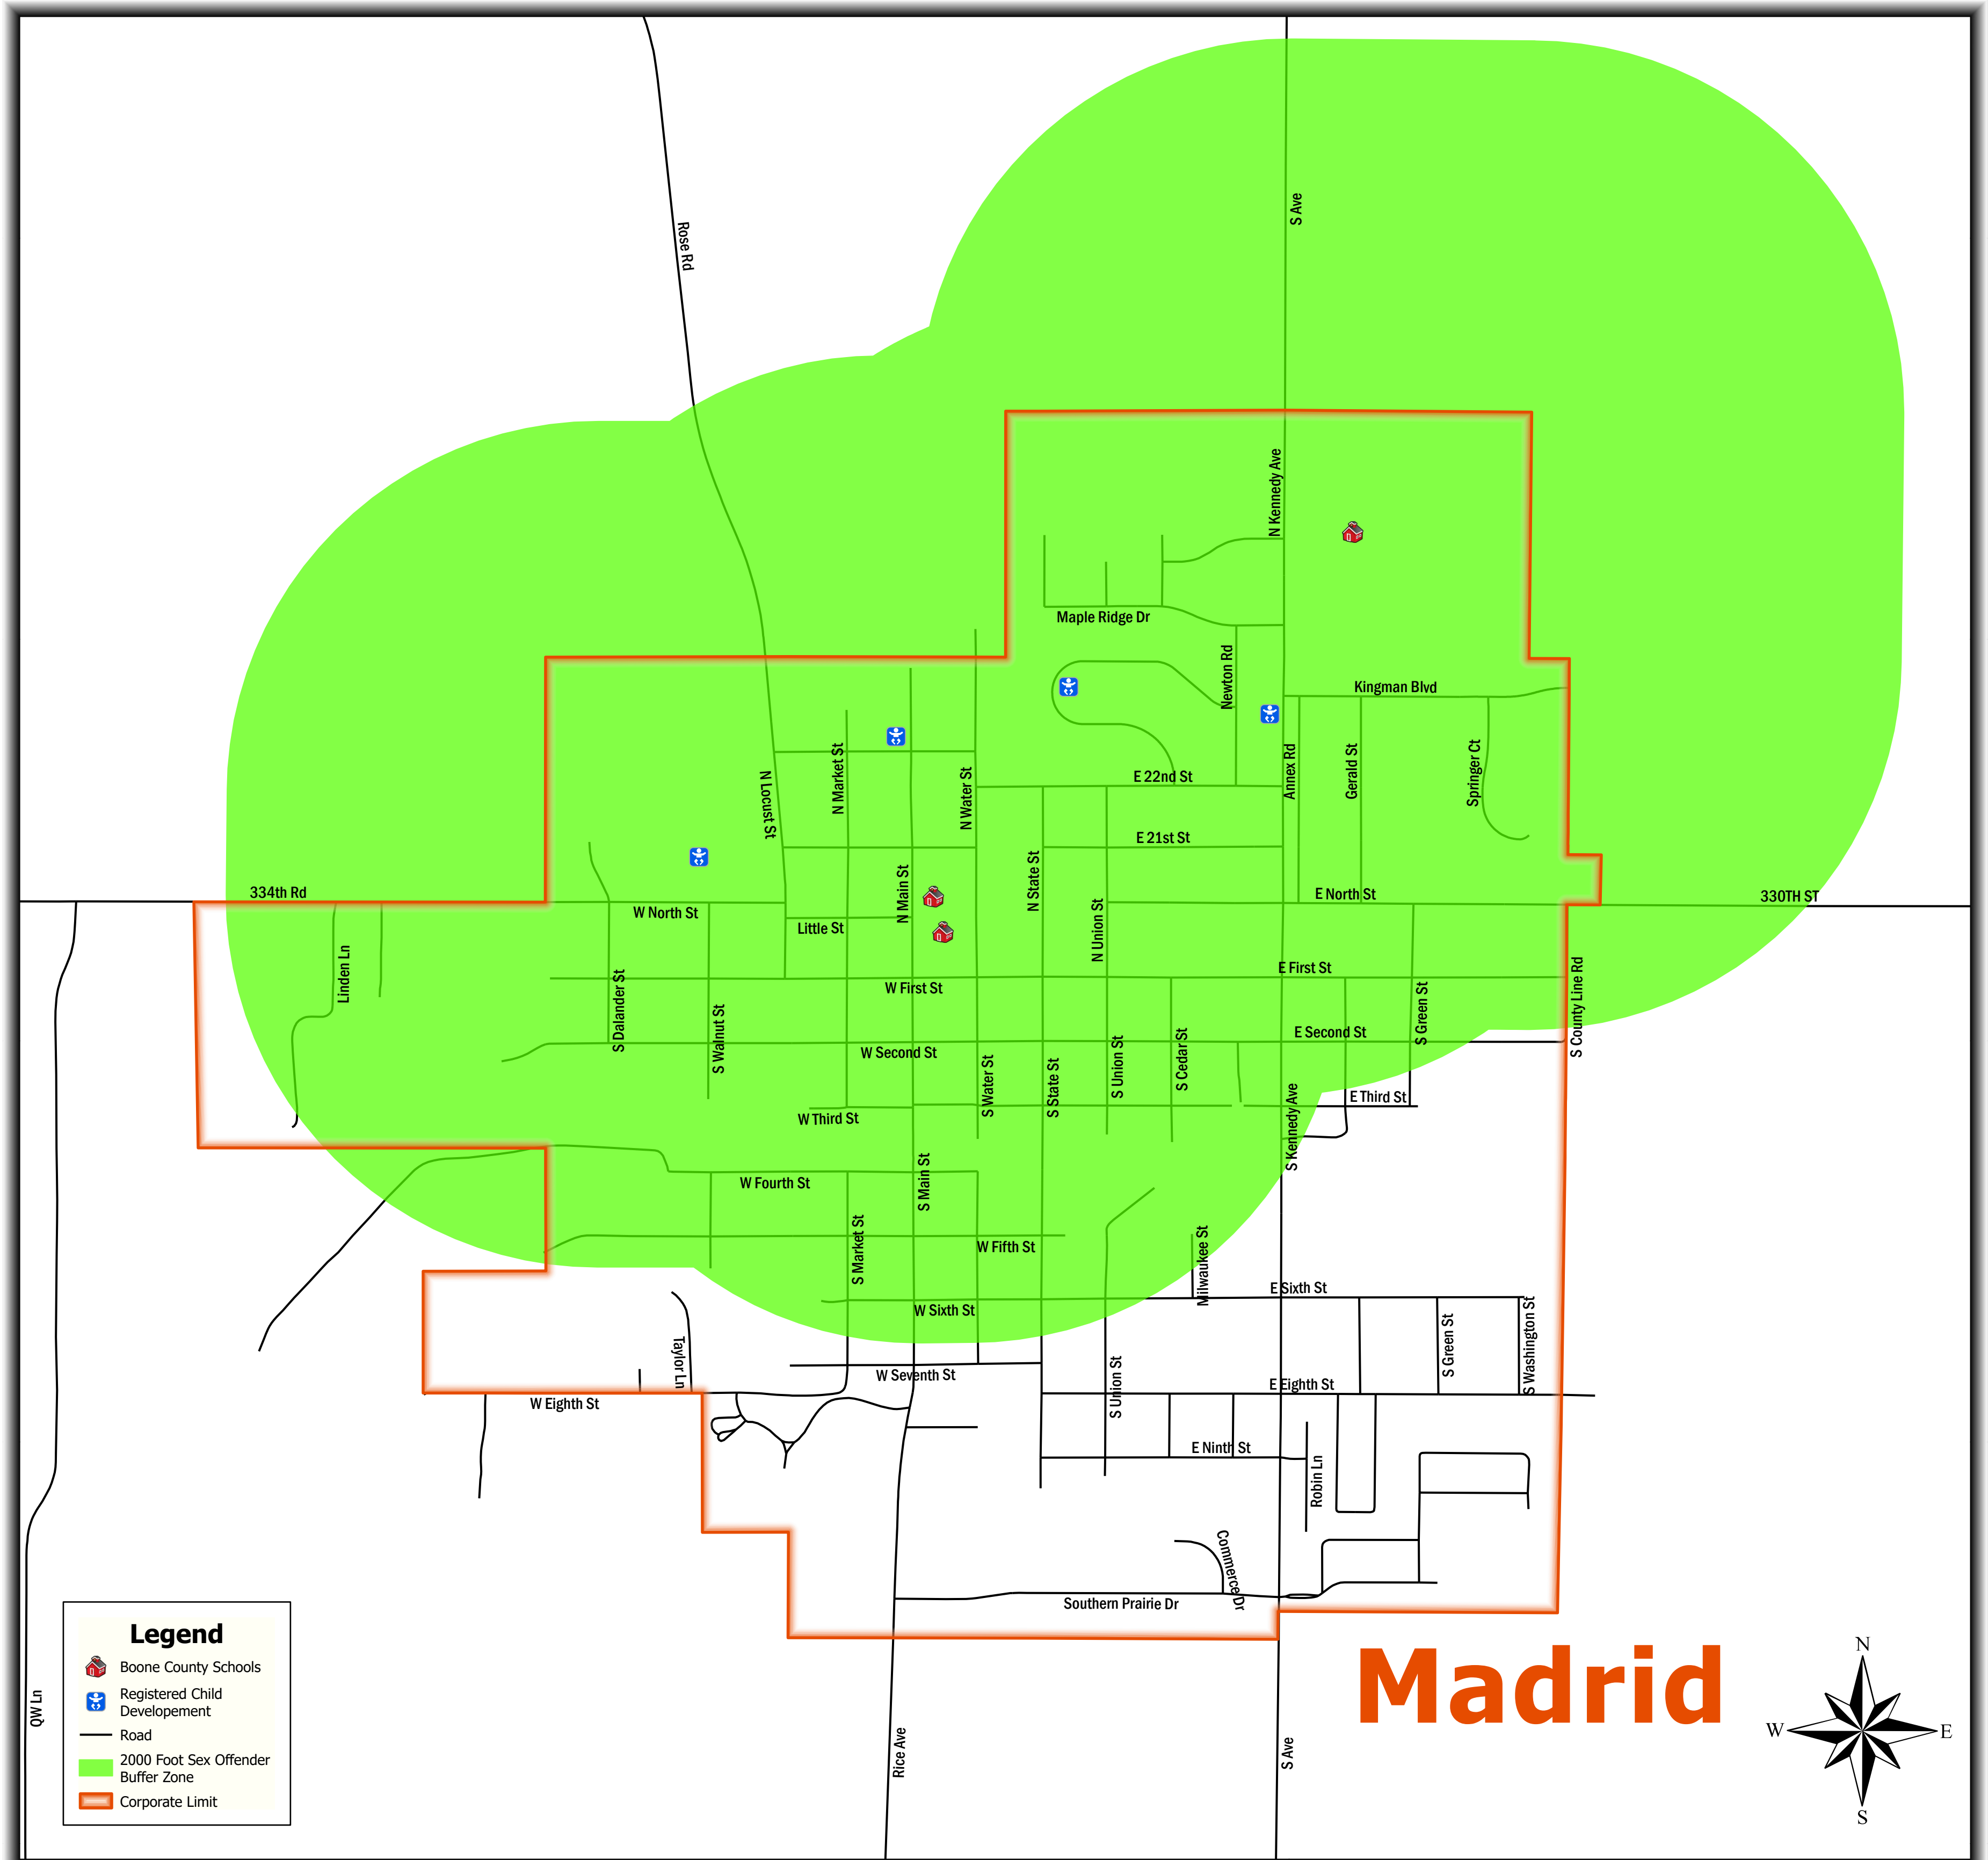 Rose Rd
S Ave
N Kennedy Ave
Maple Ridge Dr
Newton Rd
Kingman Blvd
N Market St
N Locust St
N Water St
E 22nd St
Annex Rd
Gerald St
Springer Ct
E 21st St
N Main St
N State St
334th Rd
W North St
Little St
N Union St
E North St
330TH ST
Linden Ln
S Dalander St
S Walnut St
W First St
E First St
S Green St
S County Line Rd
W Second St
E Second St
S Water St
S State St
S Union St
S Cedar St
S Kennedy Ave
W Third St
E Third St
W Fourth St
S Main St
S Market St
W Fifth St
Milwaukee St
W Sixth St
E Sixth St
Taylor Ln
W Seventh St
S Union St
S Green St
S Washington St
W Eighth St
E Eighth St
E Ninth St
Robin Ln
Commerce Dr
Southern Prairie Dr
QW Ln
Rice Ave
S Ave
Legend
Boone County Schools
Registered Child
Developement
Road
2000 Foot Sex Offender
Buffer Zone
Corporate Limit
Madrid
N
W
E
S